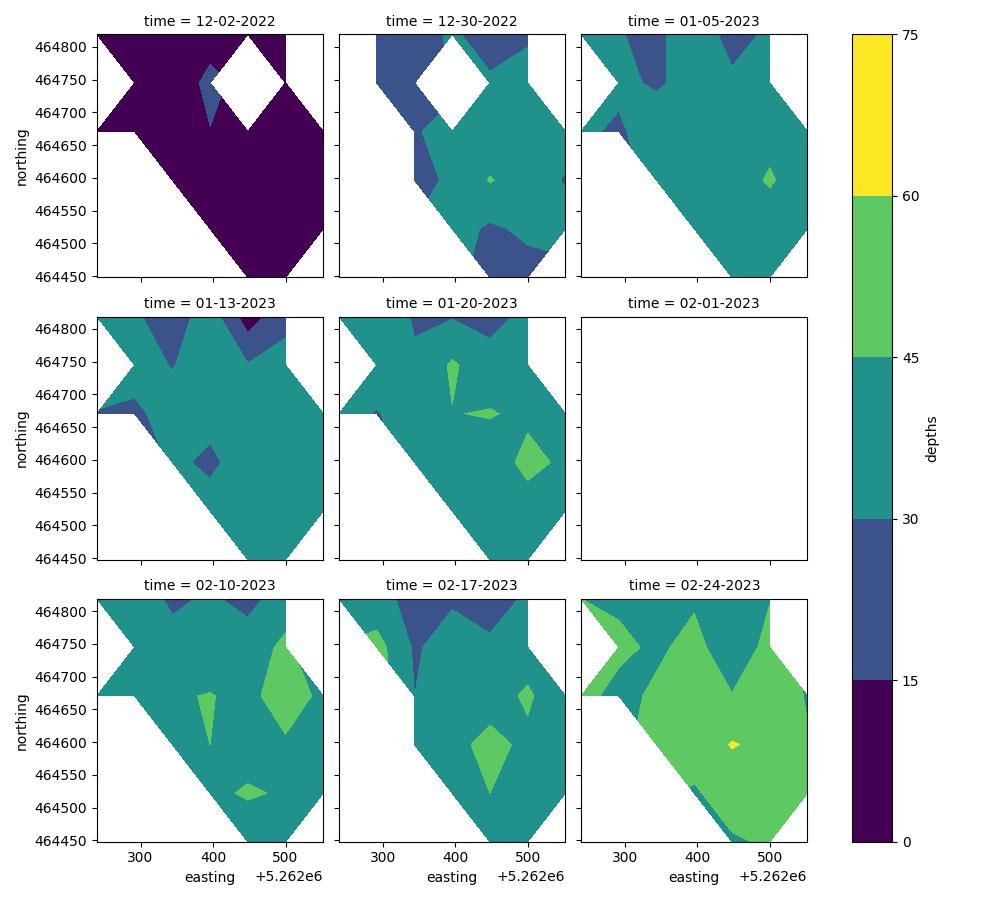 time = 12-02-2022
time = 12-30-2022
time = 01-05-2023
464800
464750
464700
464650
464600
464550
464500
464450
northing
time = 01-13-2023
time = 01-20-2023
time = 02-01-2023
464800
464750
464700
464650
464600
464550
464500
464450
northing
time = 02-10-2023
time = 02-17-2023
time = 02-24-2023
464800
464750
464700
464650
464600
464550
464500
464450
northing
300 400 500
easting +5.262e6
300 400 500
easting +5.262e6
300 400 500
easting +5.262e6
75
60
45
30
15
0
depths